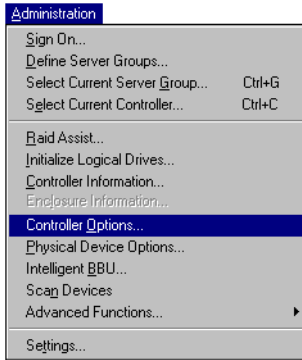 Administration
Sign On...
Define Server Groups...
Select Current Server Group... Ctrl+G
Select Current Controller... Ctrl+C
Raid Assist...
Initialize Logical Drives...
Controller Information...
Enclosure Information...
Controller Options...
Physical Device Options...
Intelligent BBU...
Scan Devices
Advanced Functions...
Settings...